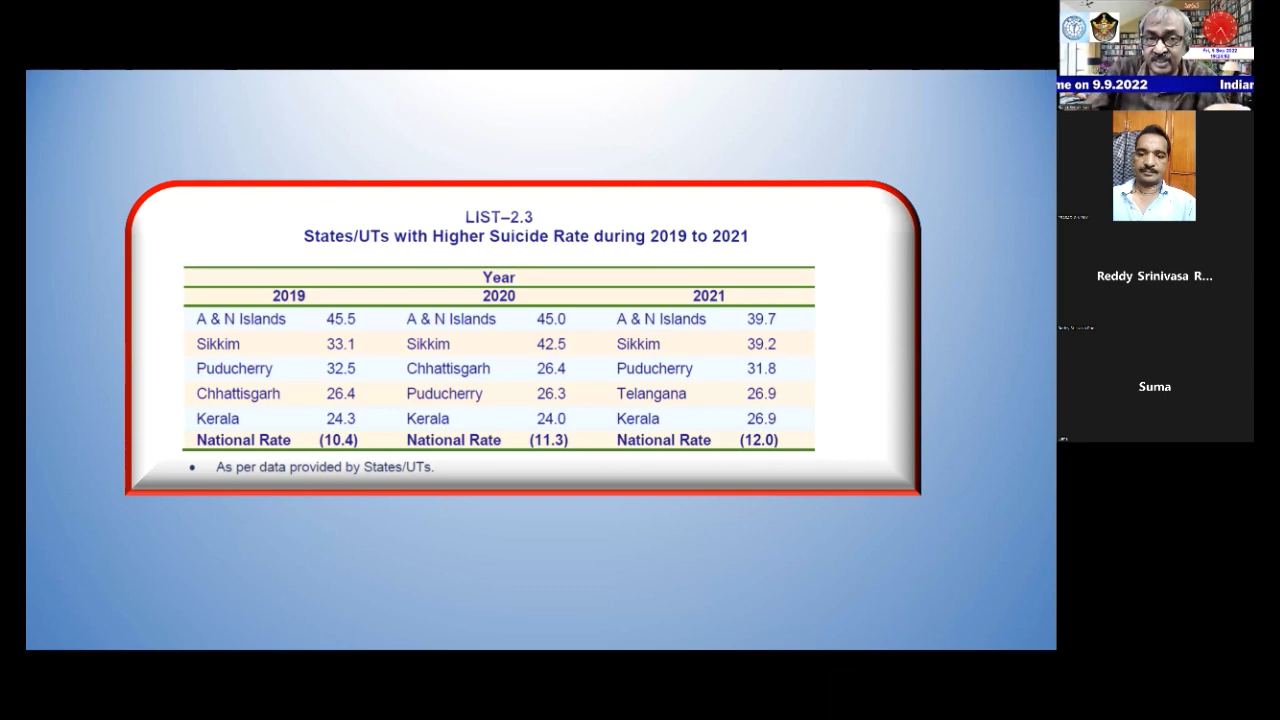 LIST–2.3
States/UTs with Higher Suicide Rate during 2019 to 2021
Year
2019 2020 2021
A & N Islands 45.5 A & N Islands 45.0 A & N Islands 39.7
Sikkim 33.1 Sikkim 42.5 Sikkim 39.2
Puducherry 32.5 Chhattisgarh 26.4 Puducherry 31.8
Chhattisgarh 26.4 Puducherry 26.3 Telangana 26.9
Kerala 24.3 Kerala 24.0 Kerala 26.9
National Rate (10.4) National Rate (11.3) National Rate (12.0)
• As per data provided by States/UTs.
me on 9.9.2022 Indian
Reddy Srinivasa R...
Suma